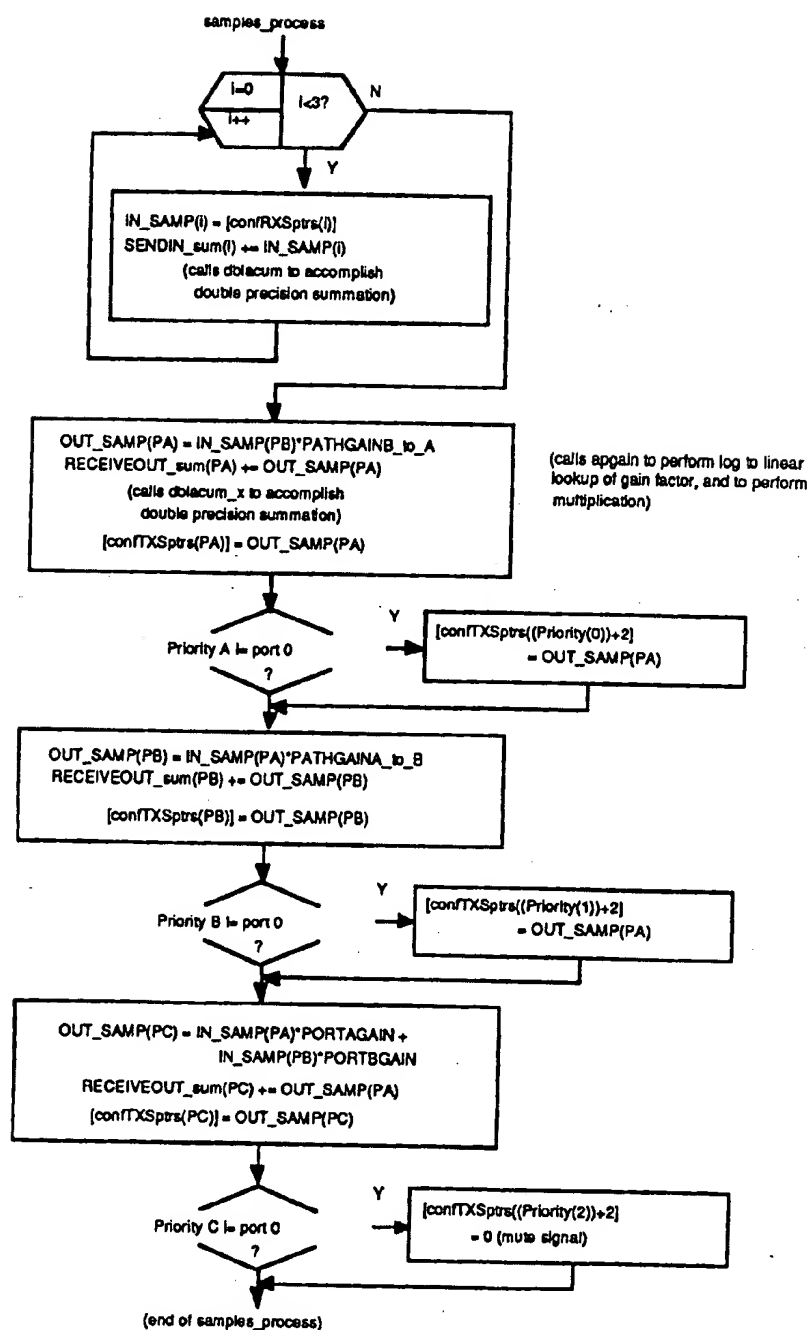 samples_process
i=0
i<3?
N
i++
Y
IN_SAMP(i) = [confRXSptrs(i)]
SENDIN_sum(i) += IN_SAMP(i)
(calls dblacum to accomplish
double precision summation)
OUT_SAMP(PA) = IN_SAMP(PB)*PATHGAINB_to_A
RECEIVEOUT_sum(PA) += OUT_SAMP(PA)
(calls dblacum_x to accomplish
double precision summation)
[confTXSptrs(PA)] = OUT_SAMP(PA)
(calls apgain to perform log to linear
lookup of gain factor, and to perform
multiplication)
Priority A != port 0
?
Y
[confTXSptrs((Priority(0))+2]
= OUT_SAMP(PA)
OUT_SAMP(PB) = IN_SAMP(PA)*PATHGAINA_to_B
RECEIVEOUT_sum(PB) += OUT_SAMP(PB)
[confTXSptrs(PB)] = OUT_SAMP(PB)
Priority B != port 0
?
Y
[confTXSptrs((Priority(1))+2]
= OUT_SAMP(PA)
OUT_SAMP(PC) = IN_SAMP(PA)*PORTAGAIN +
IN_SAMP(PB)*PORTBGAIN
RECEIVEOUT_sum(PC) += OUT_SAMP(PA)
[confTXSptrs(PC)] = OUT_SAMP(PC)
Priority C != port 0
?
Y
[confTXSptrs((Priority(2))+2]
= 0 (mute signal)
(end of samples_process)